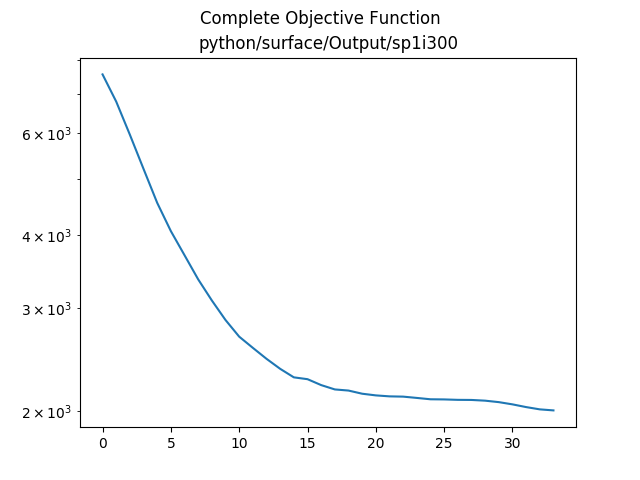 Complete Objective Function
python/surface/Output/sp1i300
6 × 10³
4 × 10³
3 × 10³
2 × 10³
0 5 10 15 20 25 30